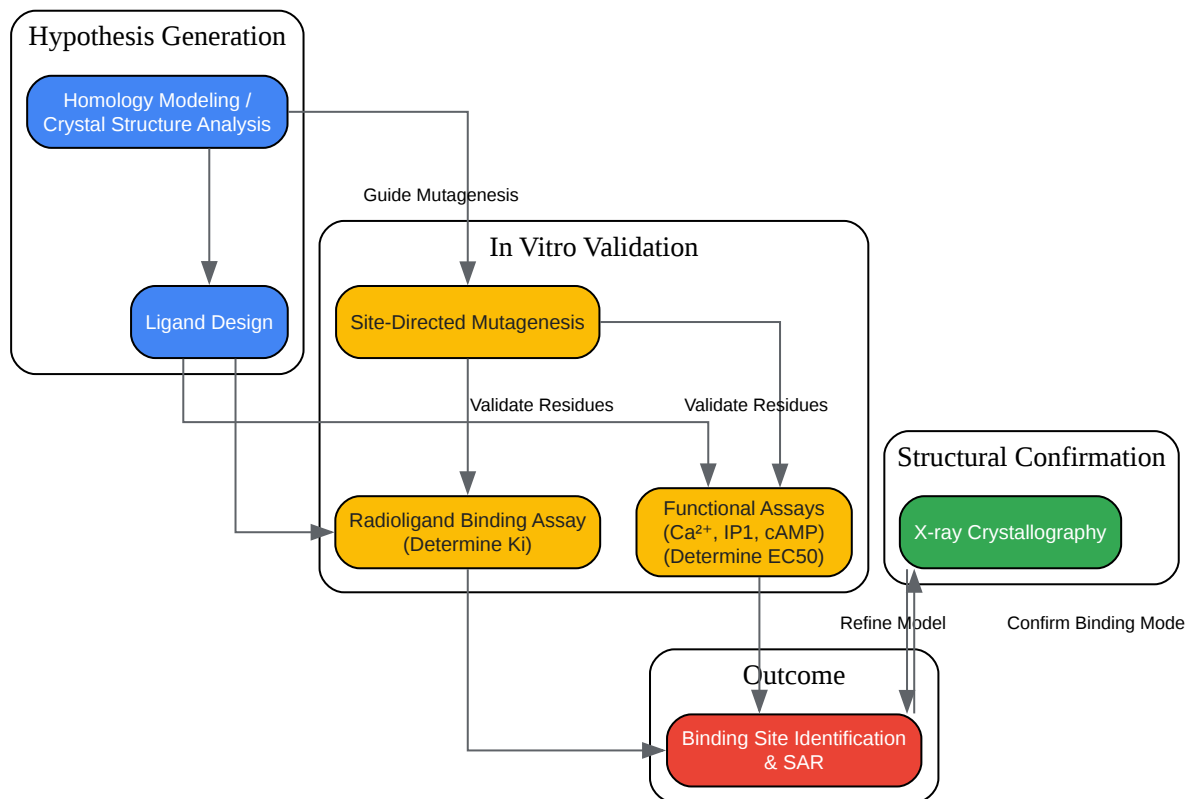 Hypothesis Generation
Homology Modeling /
Crystal Structure Analysis
Guide Mutagenesis
In Vitro Validation
Ligand Design
Site-Directed Mutagenesis
Validate Residues
Validate Residues
Structural Confirmation
Radioligand Binding Assay
(Determine Ki)
Functional Assays
(Ca²⁺, IP1, cAMP)
(Determine EC50)
X-ray Crystallography
Refine Model
Confirm Binding Mode
Outcome
Binding Site Identification
& SAR